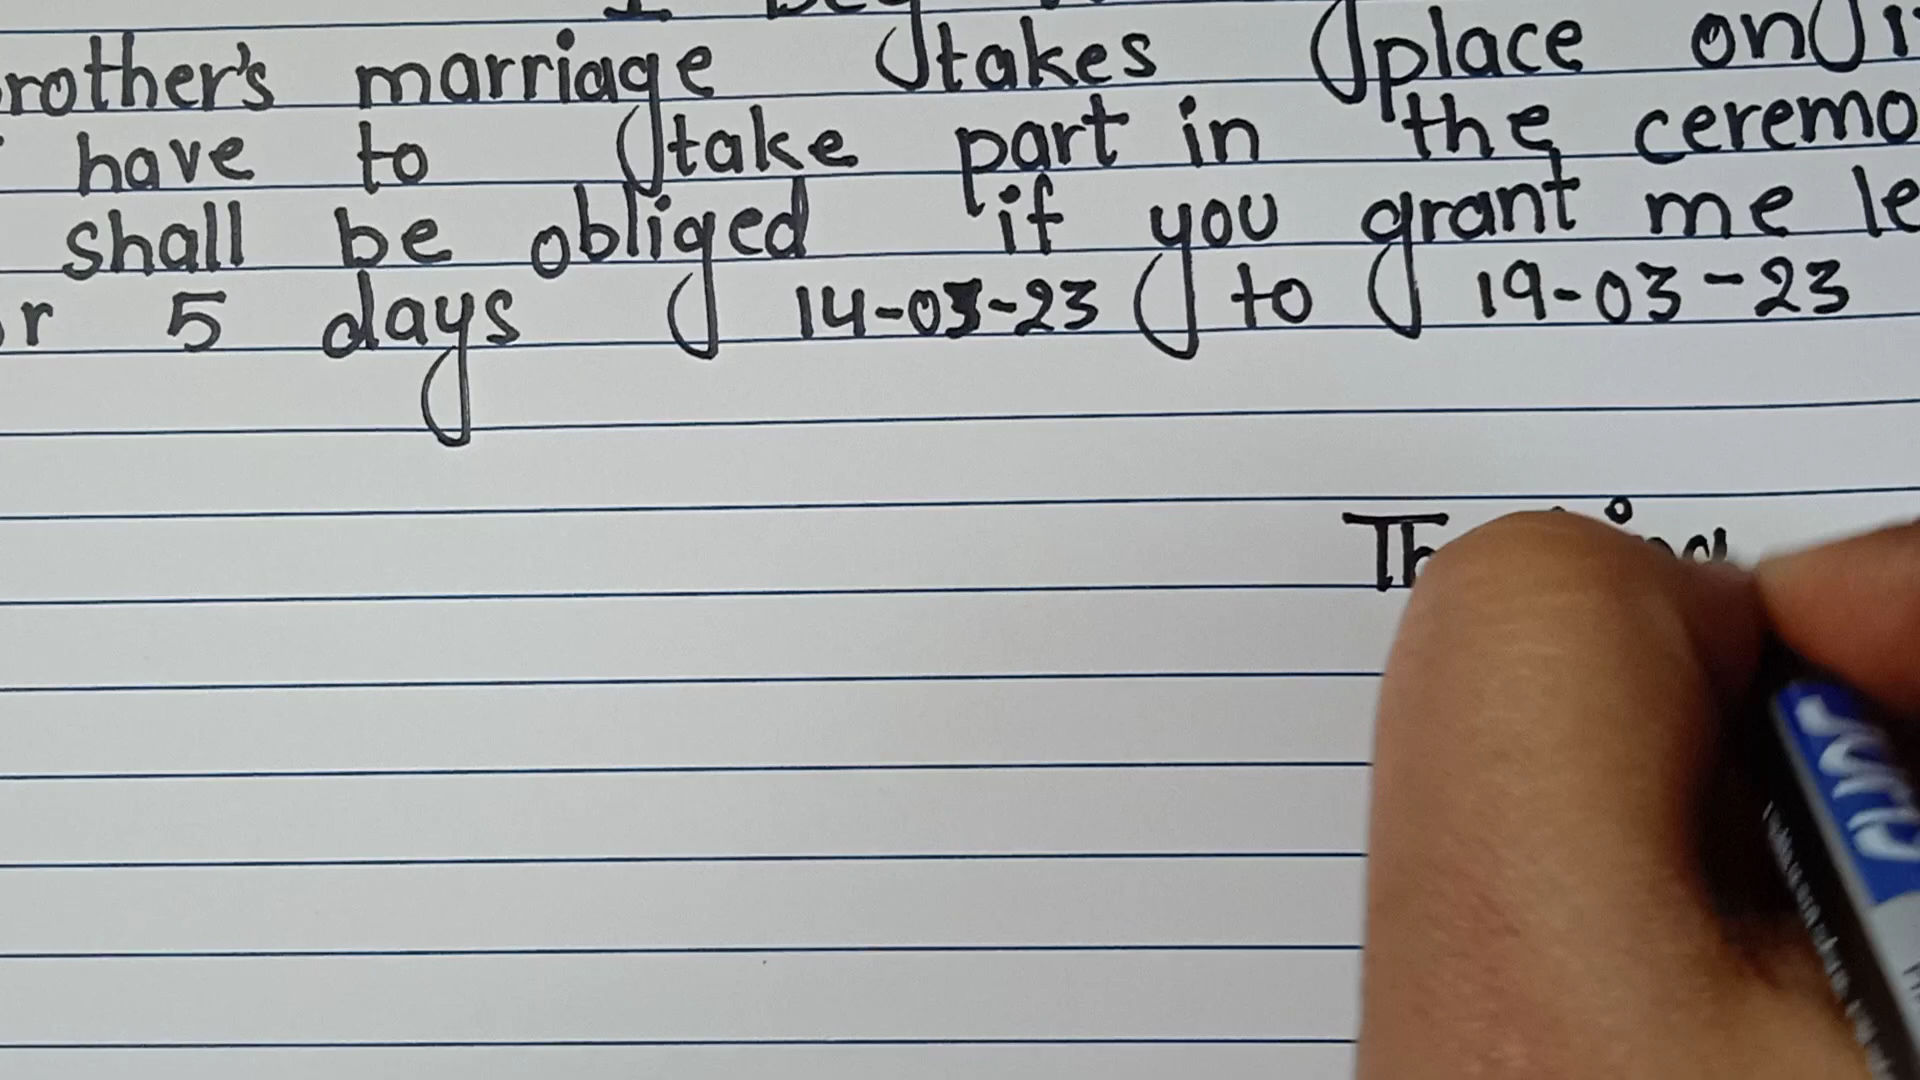 I beg
rother's marriage takes place on
have to take part in the ceremo
shall be obliged if you grant me le
r 5 days 14-03-23 to 19-03-23